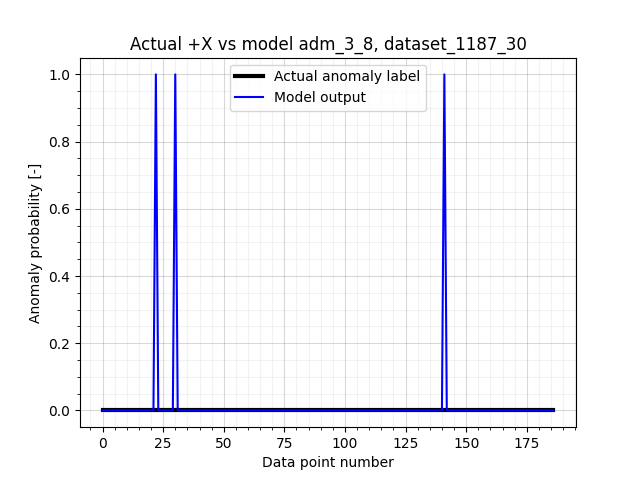 Actual +X vs model adm_3_8, dataset_1187_30
Actual anomaly label
Model output
Anomaly probability [-]
1.0
0.8
0.6
0.4
0.2
0.0
0 25 50 75 100 125 150 175
Data point number